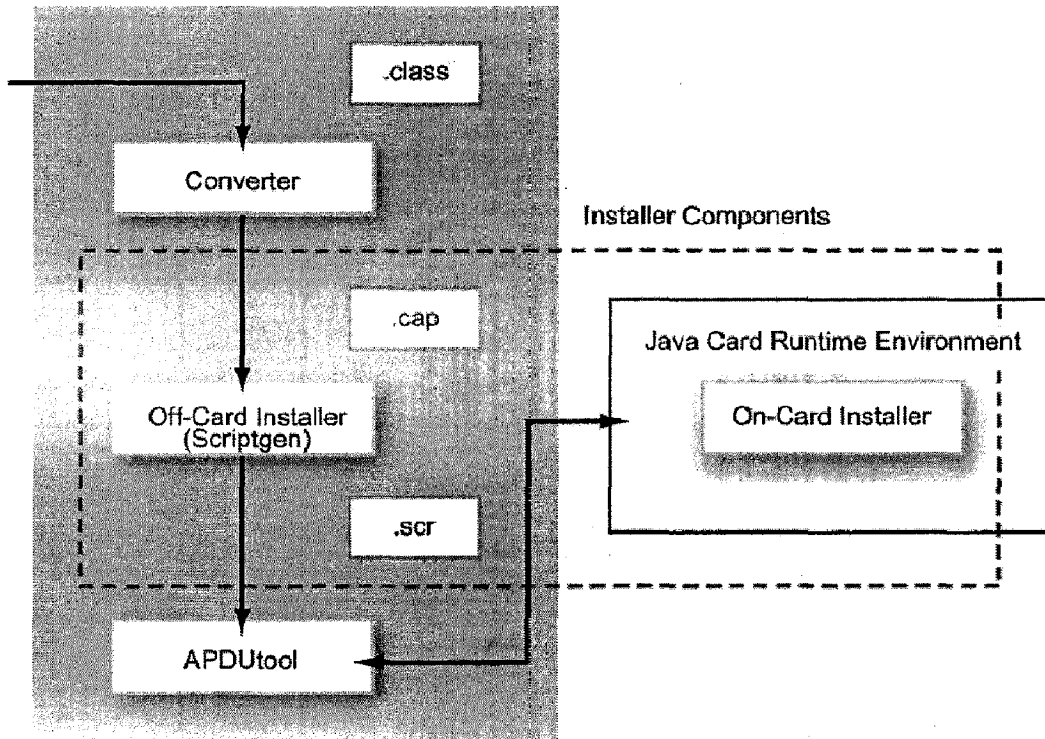 .class
Converter
Installer Components
.cap
Java Card Runtime Environment
Off-Card Installer
(Scriptgen)
On-Card Installer
.scr
APDUtool